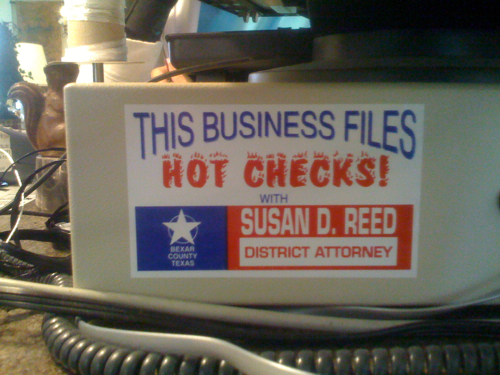 THIS BUSINESS FILES
HOT CHECKS!
WITH
SUSAN D. REED
DISTRICT ATTORNEY
BEXAR
COUNTY
TEXAS